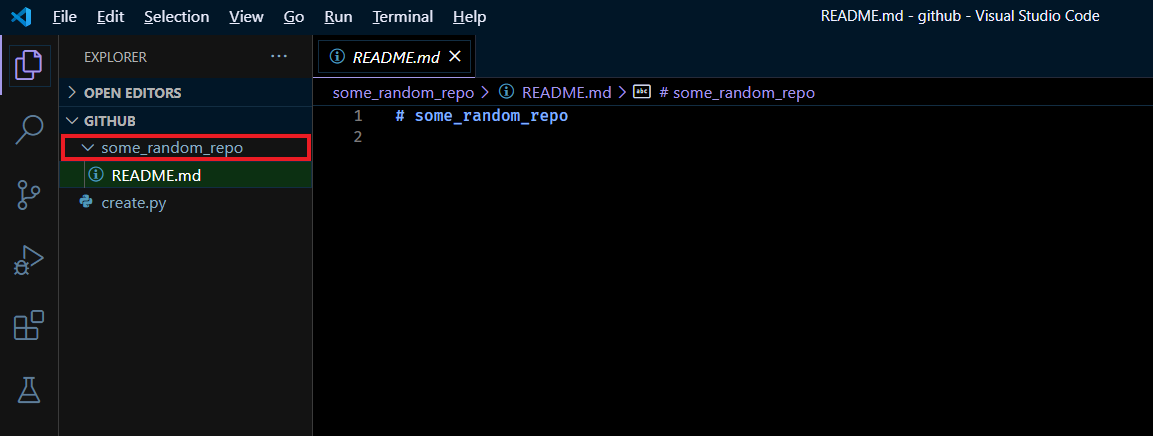 File Edit Selection View Go Run Terminal Help README.md - github - Visual Studio Code
EXPLORER ···
README.md
OPEN EDITORS
some_random_repo > README.md > abc # some_random_repo
GITHUB
some_random_repo
README.md
create.py
1 # some_random_repo
2